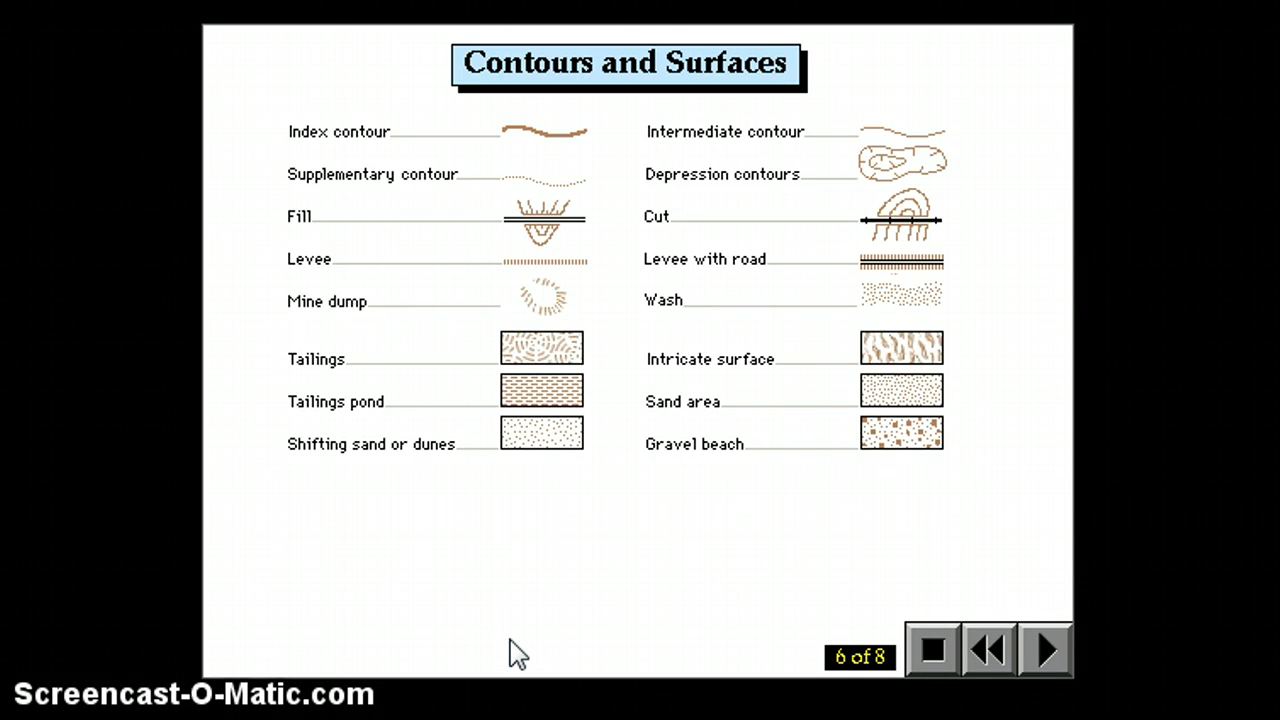 Contours and Surfaces
Index contour
Intermediate contour
Supplementary contour
Depression contours
Fill
Cut
Levee
Levee with road
Mine dump
Wash
Tailings
Intricate surface
Tailings pond
Sand area
Shifting sand or dunes
Gravel beach
6 of 8
Screencast-O-Matic.com